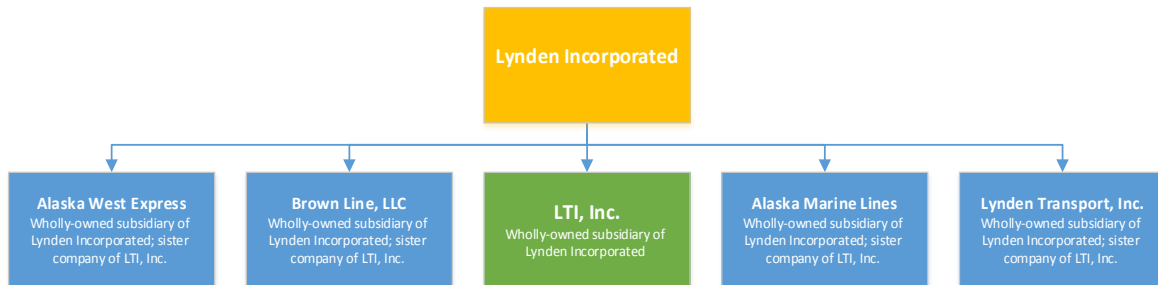 Lynden Incorporated
Alaska West Express
Wholly-owned subsidiary of
Lynden Incorporated; sister
company of LTI, Inc.
Brown Line, LLC
Wholly-owned subsidiary of
Lynden Incorporated; sister
company of LTI, Inc.
LTI, Inc.
Wholly-owned subsidiary of
Lynden Incorporated
Alaska Marine Lines
Wholly-owned subsidiary of
Lynden Incorporated; sister
company of LTI, Inc.
Lynden Transport, Inc.
Wholly-owned subsidiary of
Lynden Incorporated; sister
company of LTI, Inc.